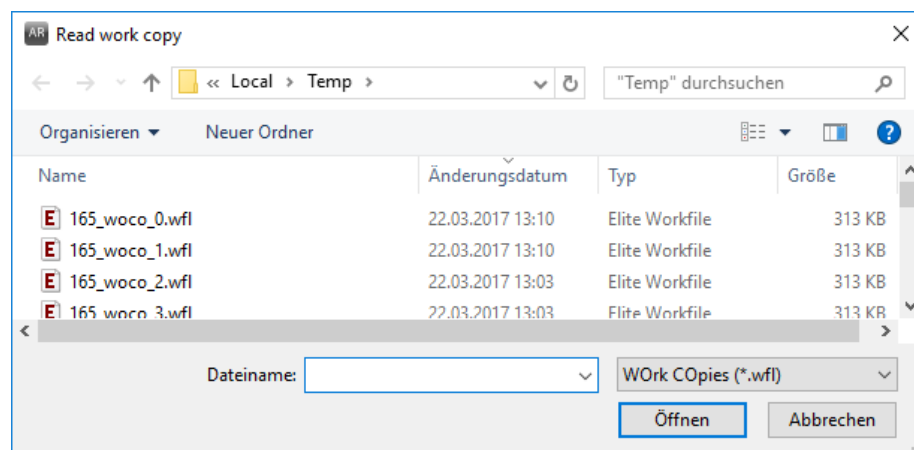 AR Read work copy
« Local › Temp › "Temp" durchsuchen
Organisieren Neuer Ordner ?
Name Änderungsdatum Typ Größe
E 165_woco_0.wfl 22.03.2017 13:10 Elite Workfile 313 KB
E 165_woco_1.wfl 22.03.2017 13:10 Elite Workfile 313 KB
E 165_woco_2.wfl 22.03.2017 13:03 Elite Workfile 313 KB
E 165_woco_3.wfl 22.03.2017 13:03 Elite Workfile 313 KB
Dateiname: WOrk COpies (*.wfl)
Öffnen Abbrechen